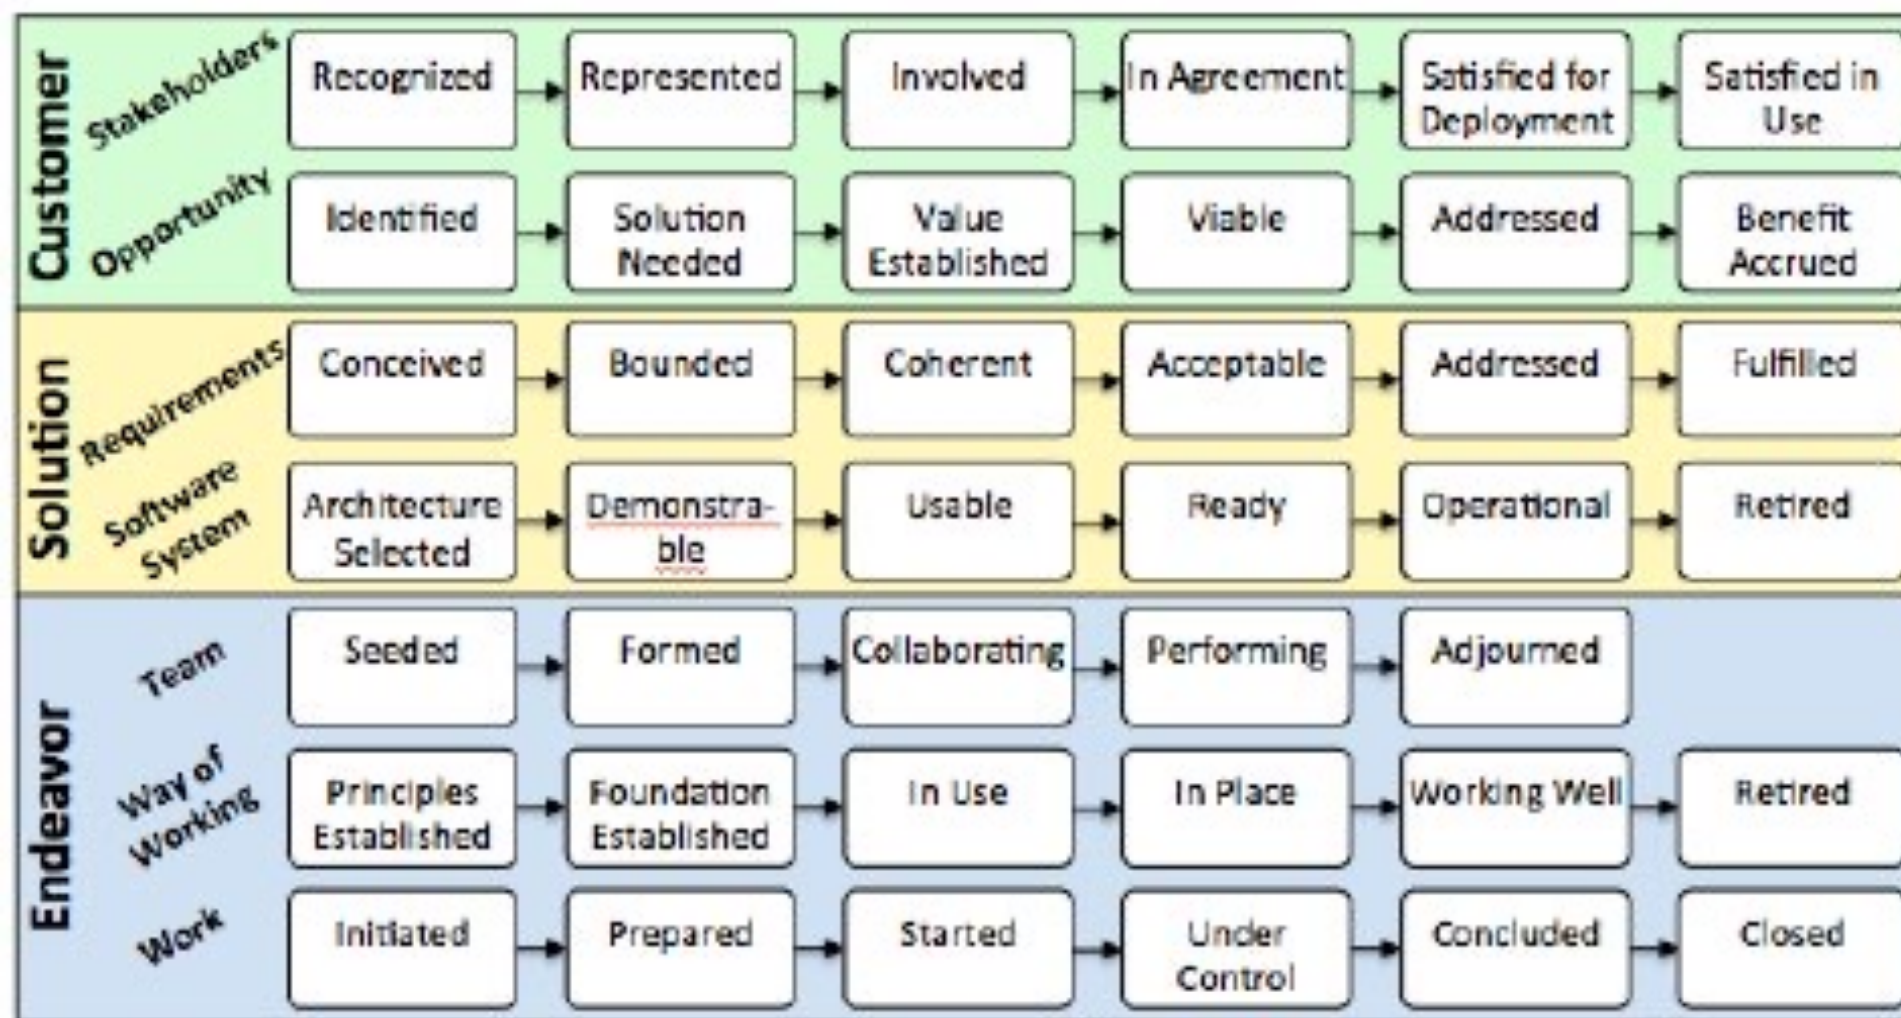 Customer
Stakeholders
Recognized
Represented
Involved
In Agreement
Satisfied for
Deployment
Satisfied in
Use
Opportunity
Identified
Solution
Needed
Value
Established
Viable
Addressed
Benefit
Accrued
Solution
Requirements
Conceived
Bounded
Coherent
Acceptable
Addressed
Fulfilled
Software
System
Architecture
Selected
Demonstra-
ble
Usable
Ready
Operational
Retired
Endeavor
Team
Seeded
Formed
Collaborating
Performing
Adjourned
Way of
Working
Principles
Established
Foundation
Established
In Use
In Place
Working Well
Retired
Work
Initiated
Prepared
Started
Under
Control
Concluded
Closed